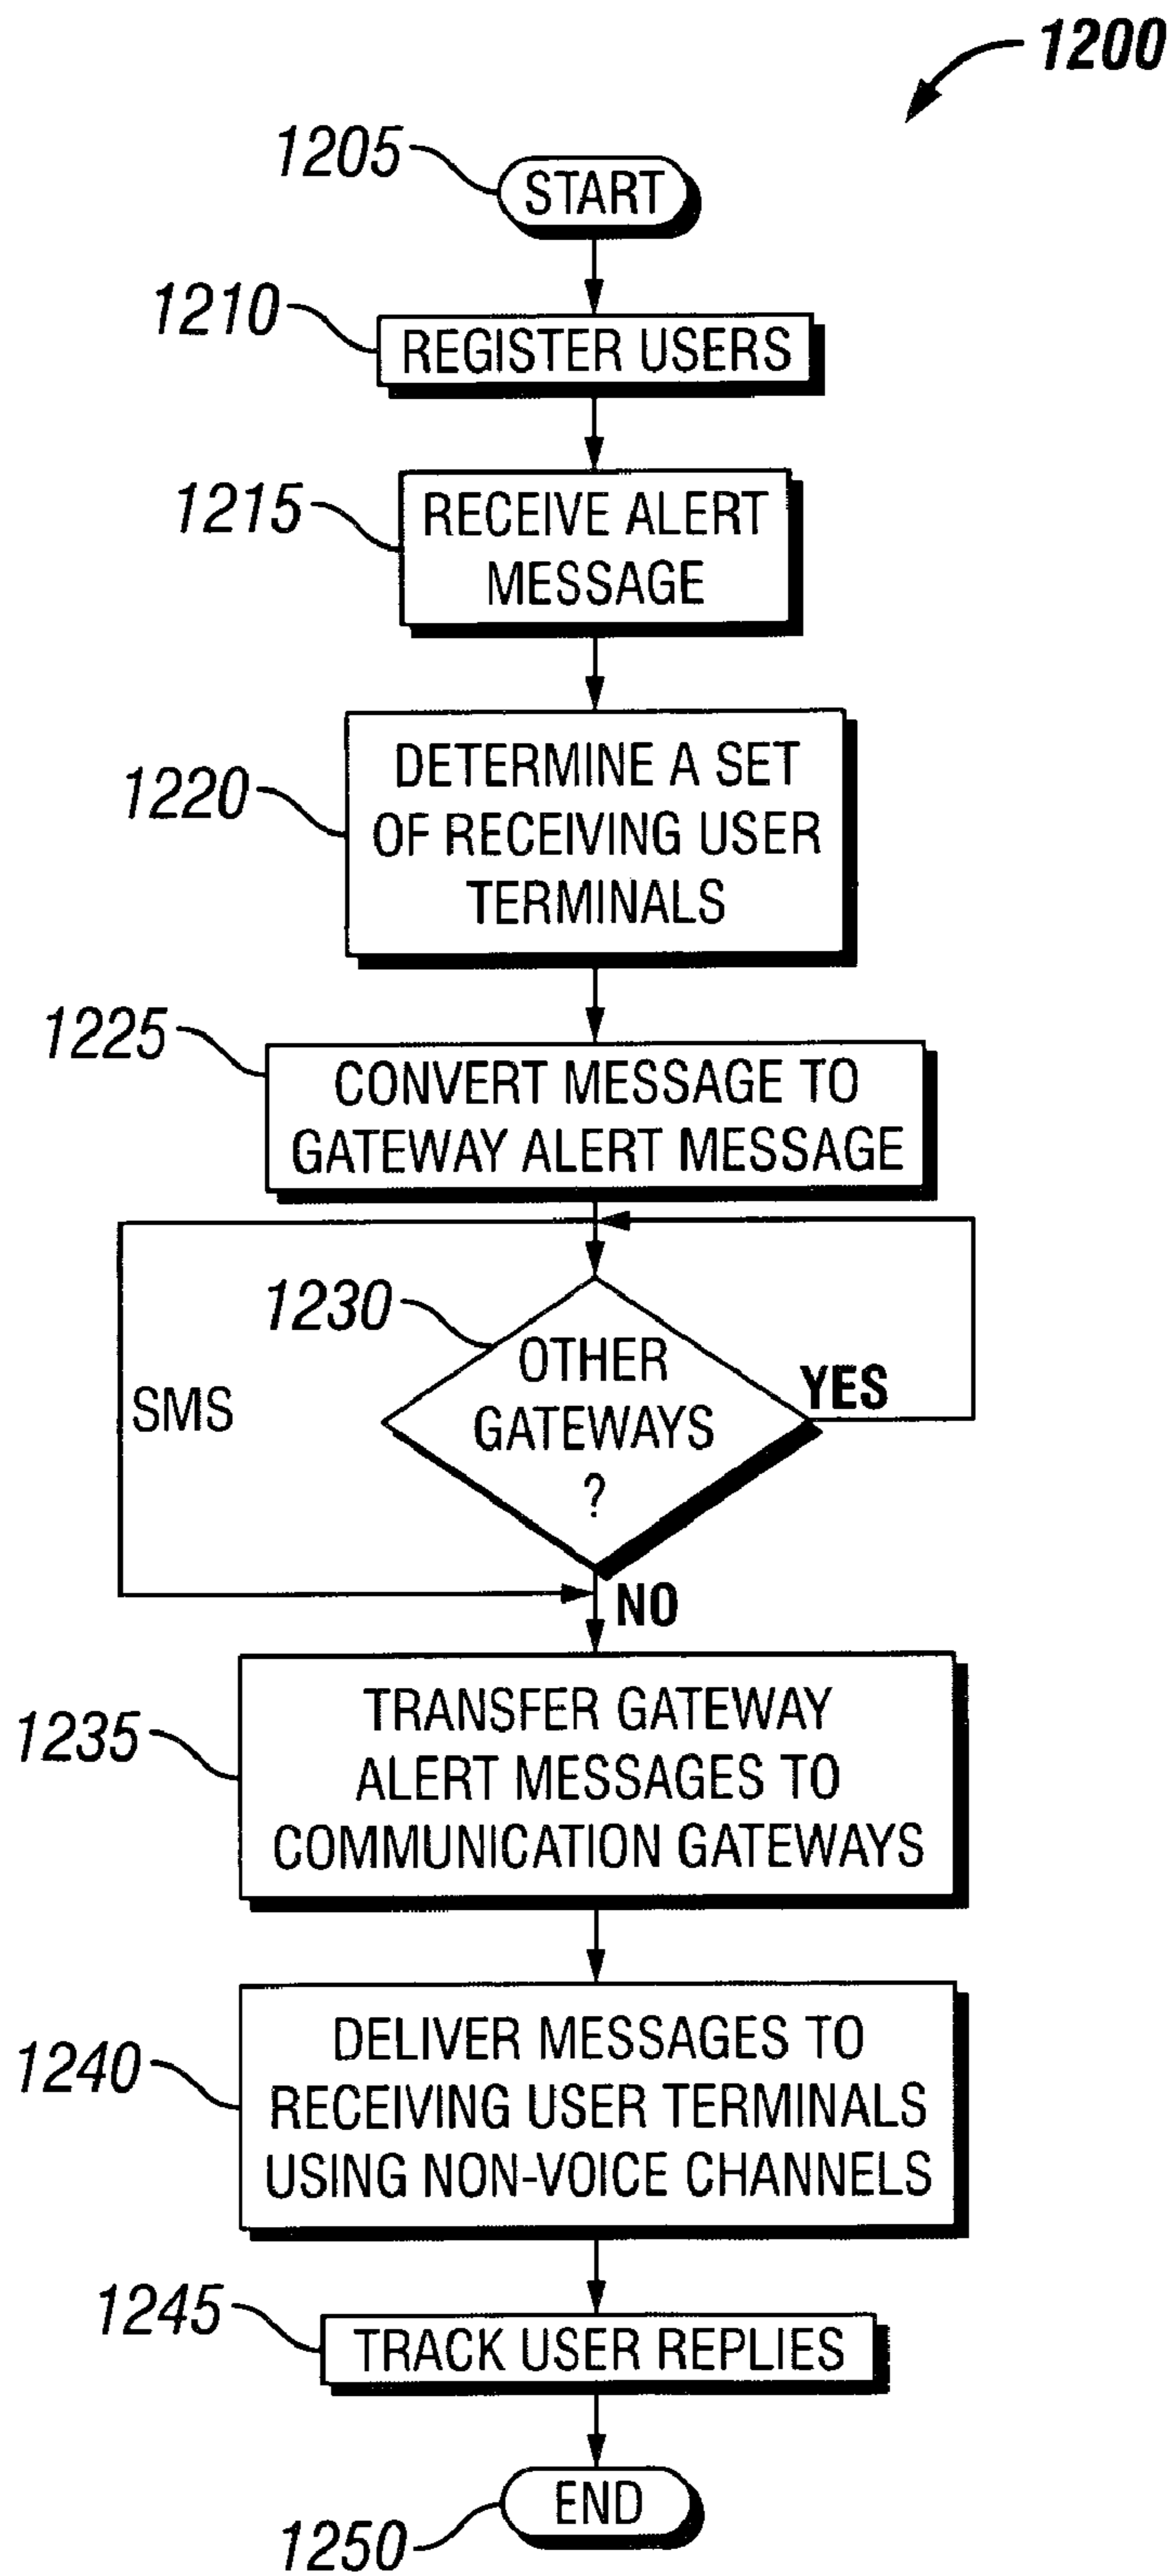 1200
1205
START
1210
REGISTER USERS
1215
RECEIVE ALERT
MESSAGE
1220
DETERMINE A SET
OF RECEIVING USER
TERMINALS
1225
CONVERT MESSAGE TO
GATEWAY ALERT MESSAGE
1230
OTHER
GATEWAYS
?
YES
SMS
NO
1235
TRANSFER GATEWAY
ALERT MESSAGES TO
COMMUNICATION GATEWAYS
1240
DELIVER MESSAGES TO
RECEIVING USER TERMINALS
USING NON-VOICE CHANNELS
1245
TRACK USER REPLIES
END
1250